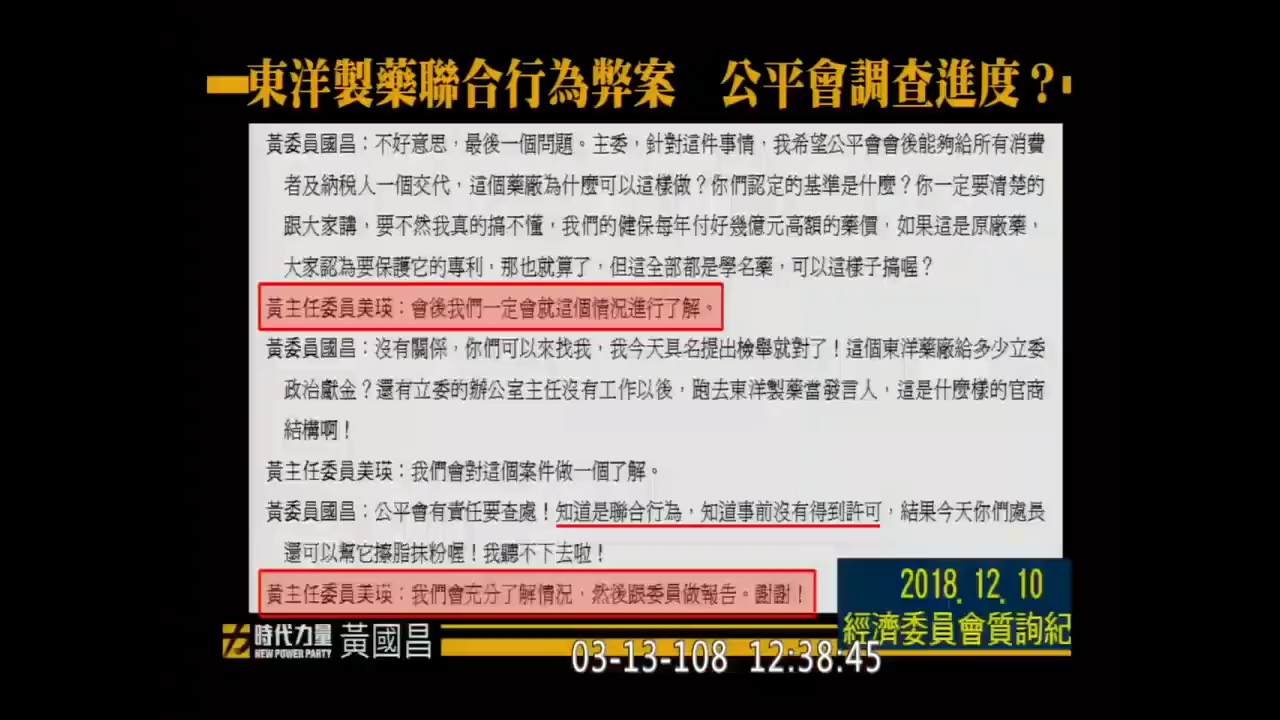 東洋製藥聯合行為弊案 公平會調查進度？
黃委員國昌：不好意思，最後一個問題。主委，針對這件事情，我希望公平會會後能夠給所有消費
者及納稅人一個交代，這個藥廠為什麼可以這樣做？你們認定的基準是什麼？你一定要清楚的
跟大家講，要不然我真的搞不懂，我們的健保每年付好幾億元高額的藥價，如果這是原廠藥，
大家認為要保護它的專利，那也就算了，但這全部都是學名藥，可以這樣子搞喔？
黃主任委員美瑛：會後我們一定會就這個情況進行了解。
黃委員國昌：沒有關係，你們可以來找我，我今天具名提出檢舉就對了！這個東洋藥廠給多少立委
政治獻金？還有立委的辦公室主任沒有工作以後，跑去東洋製藥當發言人，這是什麼樣的官商
結構啊！
黃主任委員美瑛：我們會對這個案件做一個了解。
黃委員國昌：公平會有責任要查處！知道是聯合行為，知道事前沒有得到許可，結果今天你們處長
還可以幫它擦脂抹粉喔！我聽不下去啦！
黃主任委員美瑛：我們會充分了解情況，然後跟委員做報告。謝謝！
2018.12.10
經濟委員會質詢紀
時代力量 黃國昌
NEW POWER PARTY
03-13-108 12:38:45